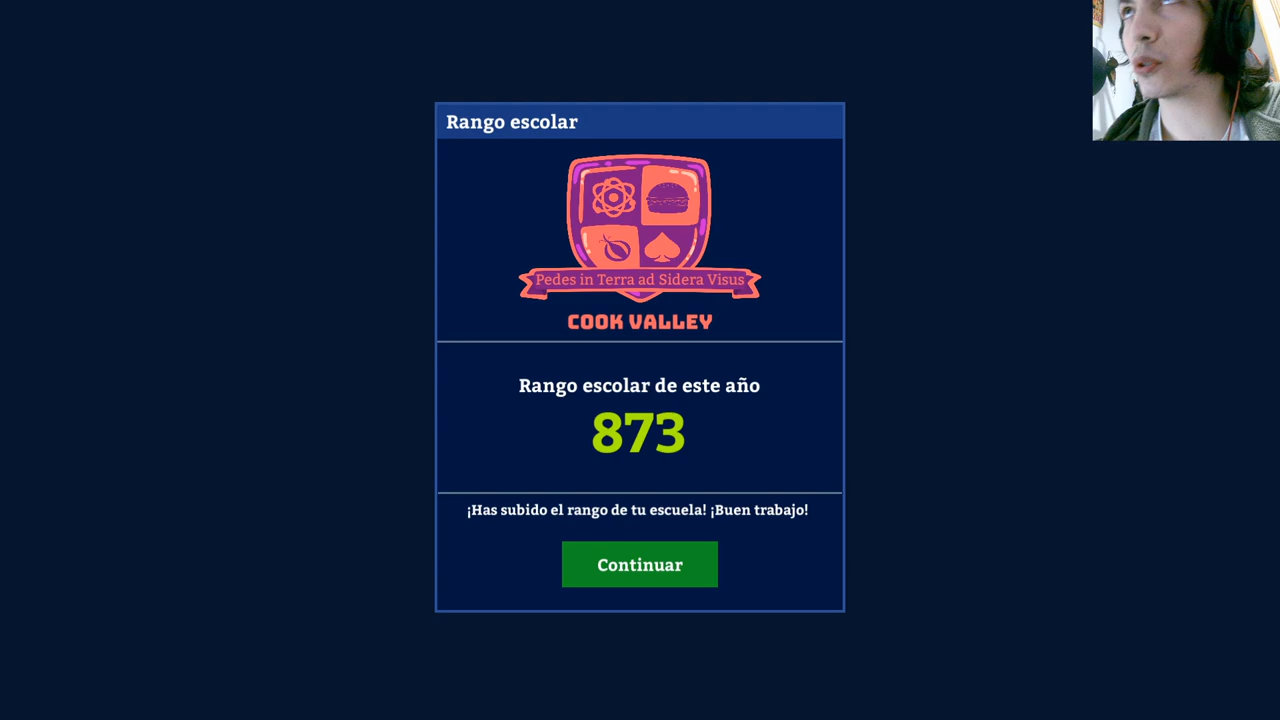 Rango escolar
Pedes in Terra ad Sidera Visus
COOK VALLEY
Rango escolar de este año
873
¡Has subido el rango de tu escuela! ¡Buen trabajo!
Continuar